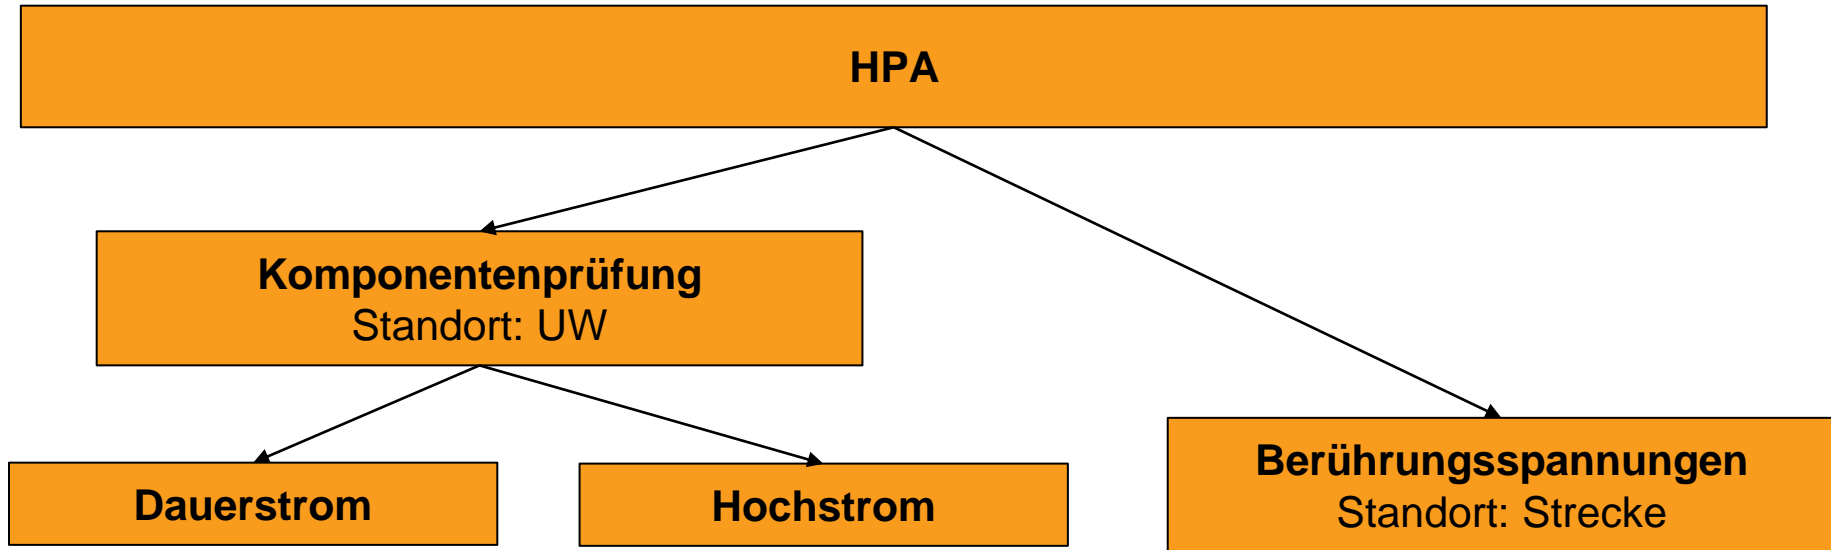 HPA
Komponentenprüfung
Standort: UW
Dauerstrom
Hochstrom
Berührungsspannungen
Standort: Strecke